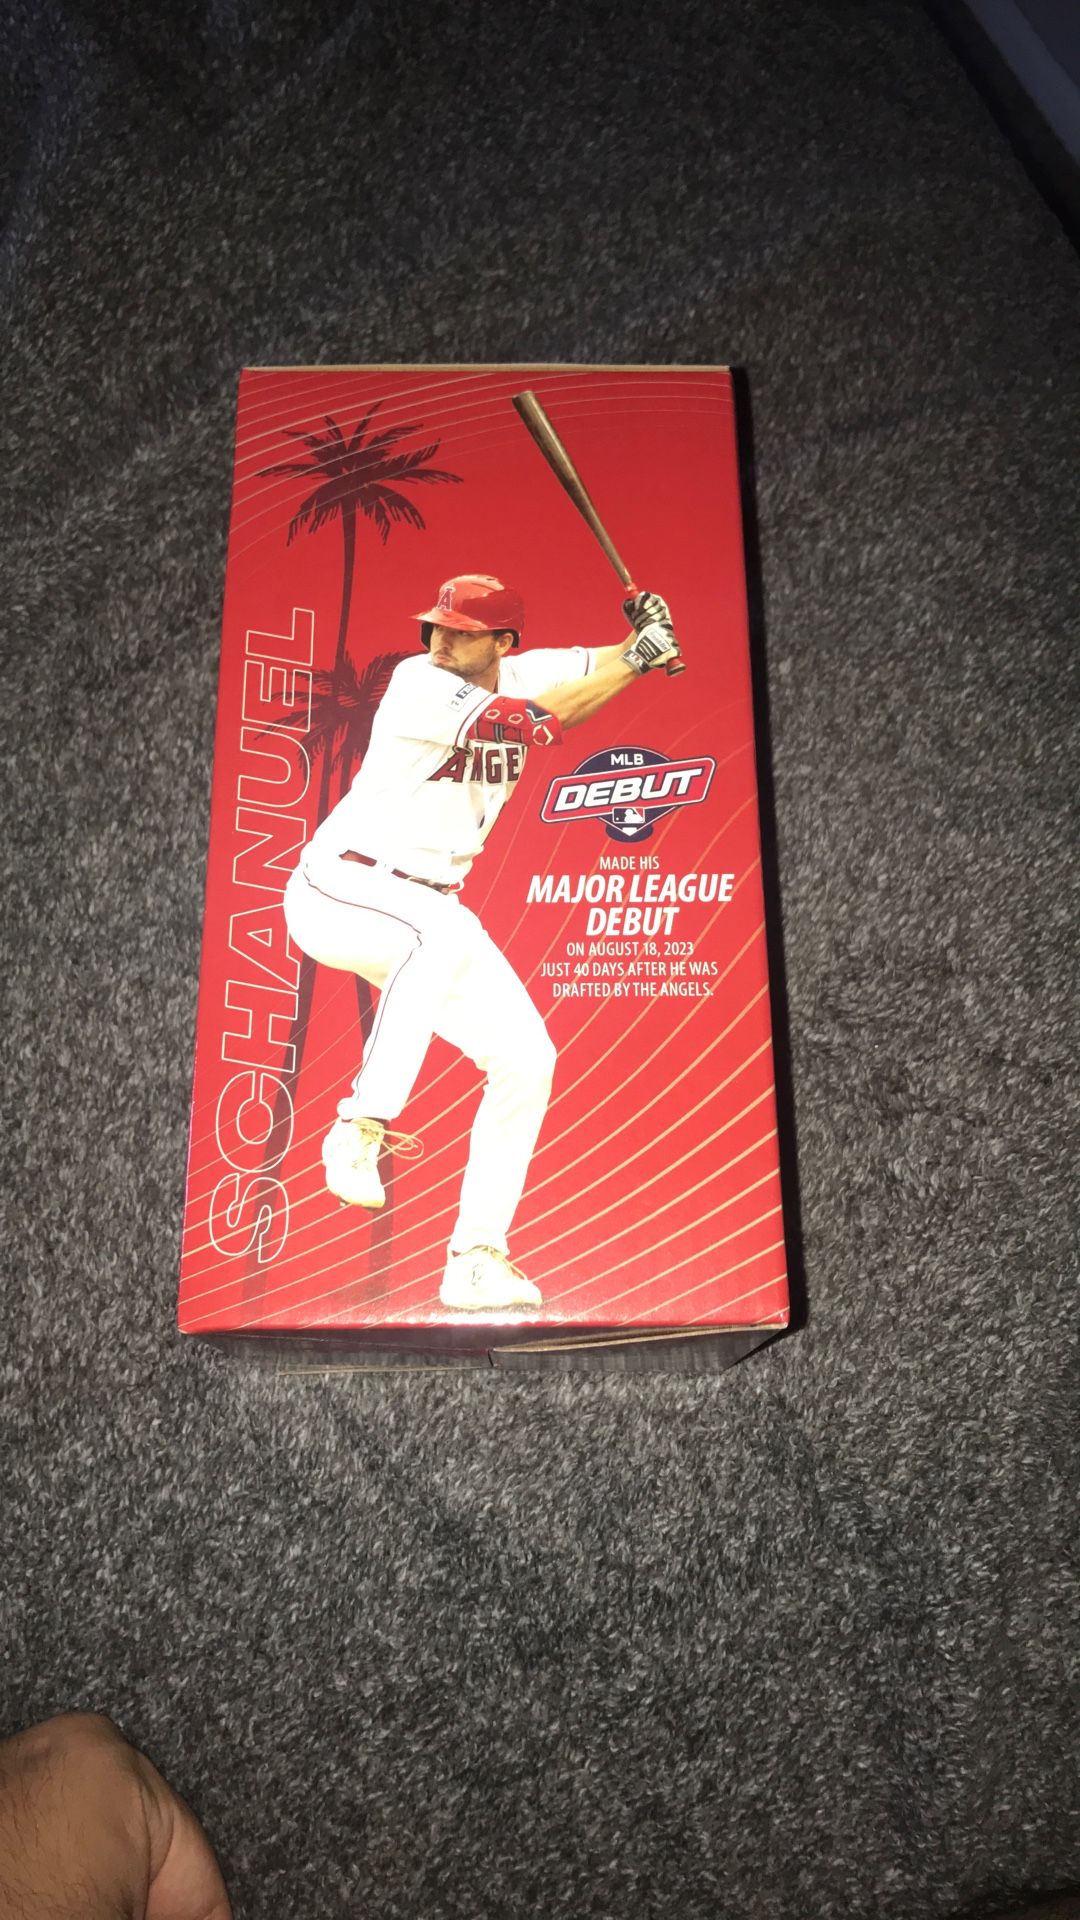 SCHANUEL
A
ANGE
MLB
DEBUT
MADE HIS
MAJOR LEAGUE
DEBUT
ON AUGUST 18, 2023
JUST 40 DAYS AFTER HE WAS
DRAFTED BY THE ANGELS.